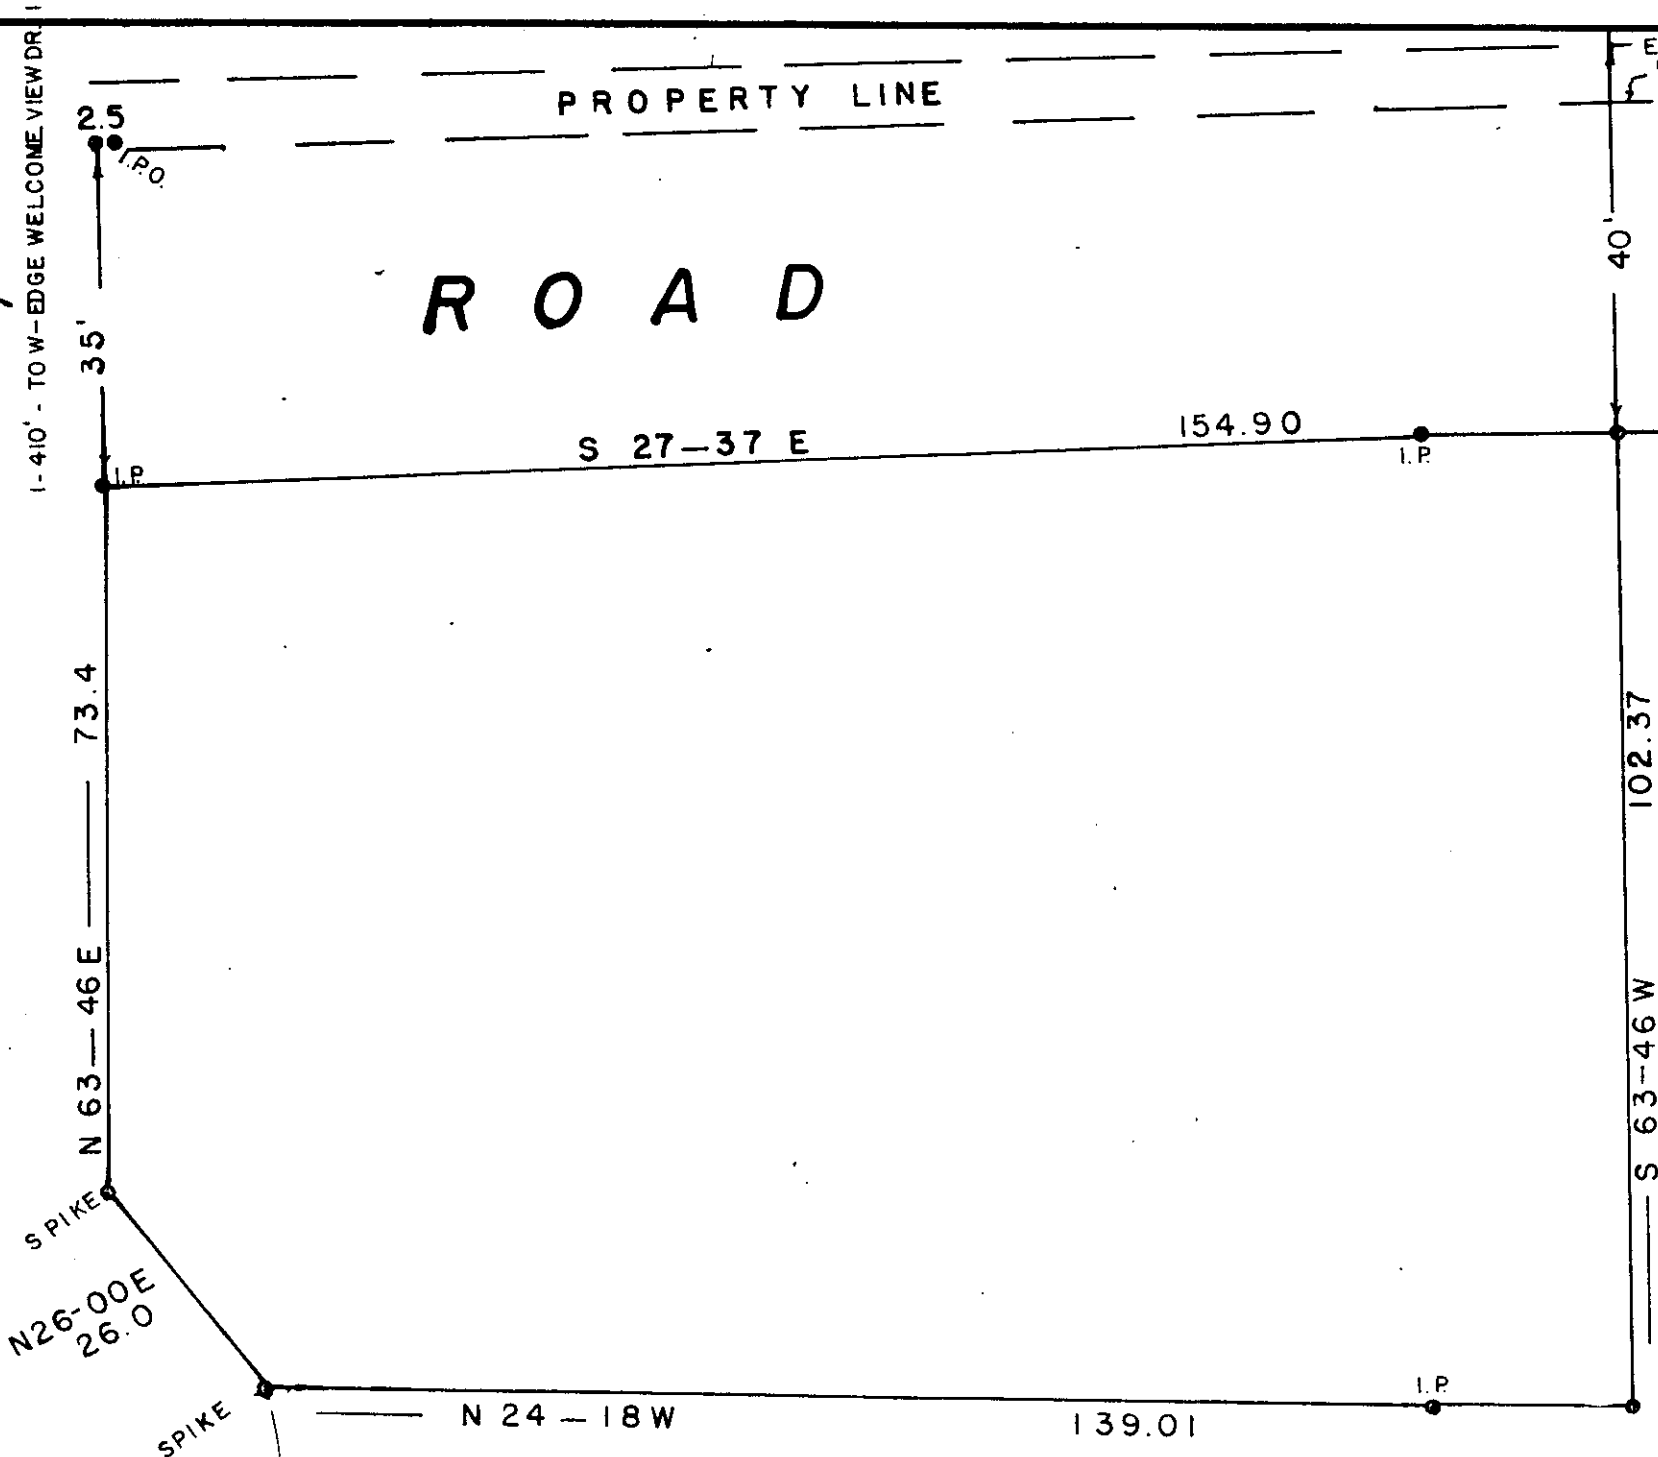 1-410' - TO W-EDGE WELCOME VIEW DR.
E
PROPERTY LINE
2.5
I.P.O.
40'
ROAD
35'
S 27-37 E 154.90
I.P.
I.P.
N 63-46 E 73.4
102.37
S 63-46 W
SPIKE
N26-00E
26.0
I.P.
SPIKE
N 24-18 W 139.01